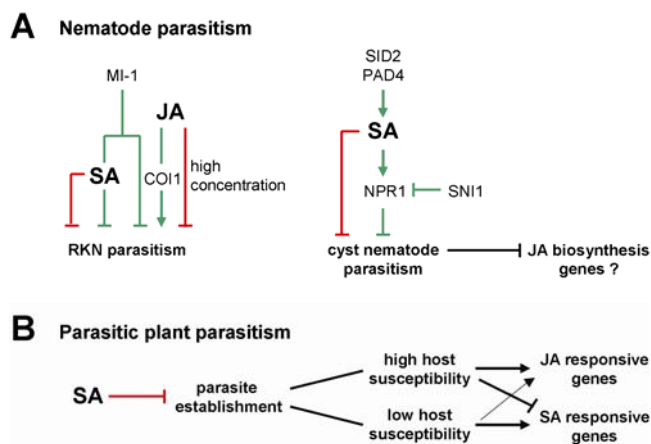 A Nematode parasitism
MI-1
JA
SA
COI1
high
concentration
RKN parasitism
SID2
PAD4
SA
NPR1
SNI1
cyst nematode
parasitism
JA biosynthesis
genes ?
B Parasitic plant parasitism
SA
parasite
establishment
high host
susceptibility
low host
susceptibility
JA responsive
genes
SA responsive
genes